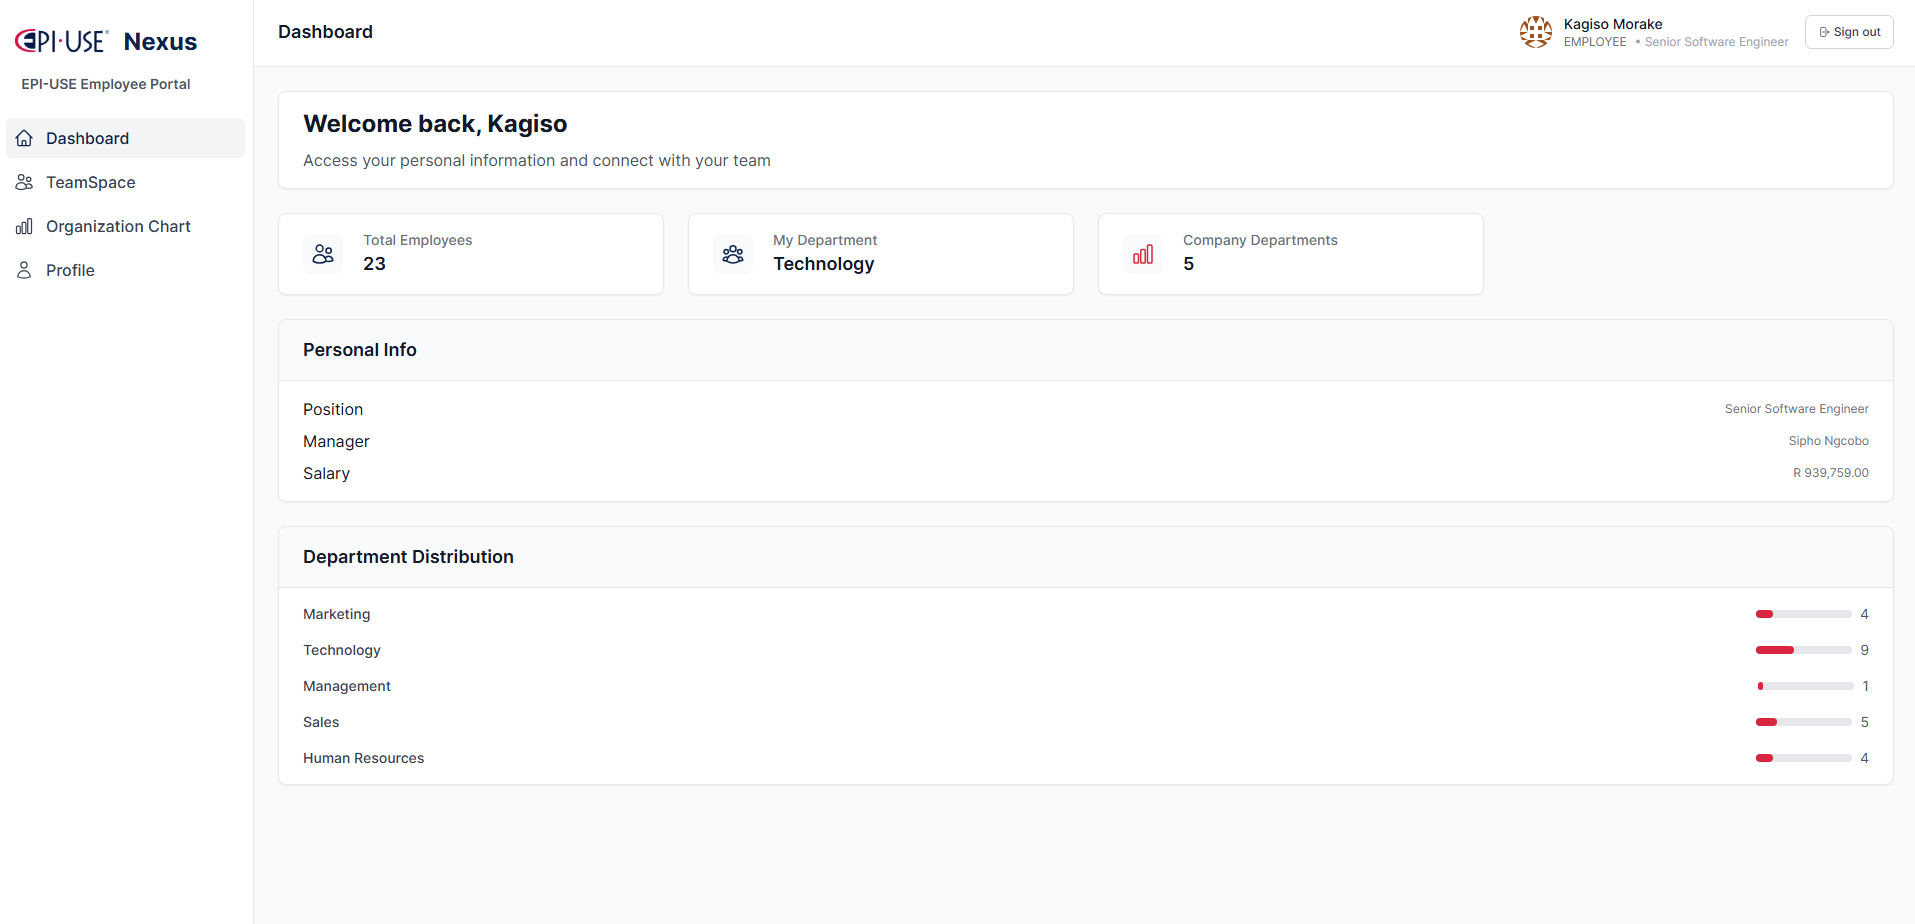 EPI·USE® Nexus
EPI-USE Employee Portal
Dashboard
TeamSpace
Organization Chart
Profile
Dashboard
Kagiso Morake
EMPLOYEE • Senior Software Engineer
Sign out
Welcome back, Kagiso
Access your personal information and connect with your team
Total Employees
23
My Department
Technology
Company Departments
5
Personal Info
Position Senior Software Engineer
Manager Sipho Ngcobo
Salary R 939,759.00
Department Distribution
Marketing 4
Technology 9
Management 1
Sales 5
Human Resources 4